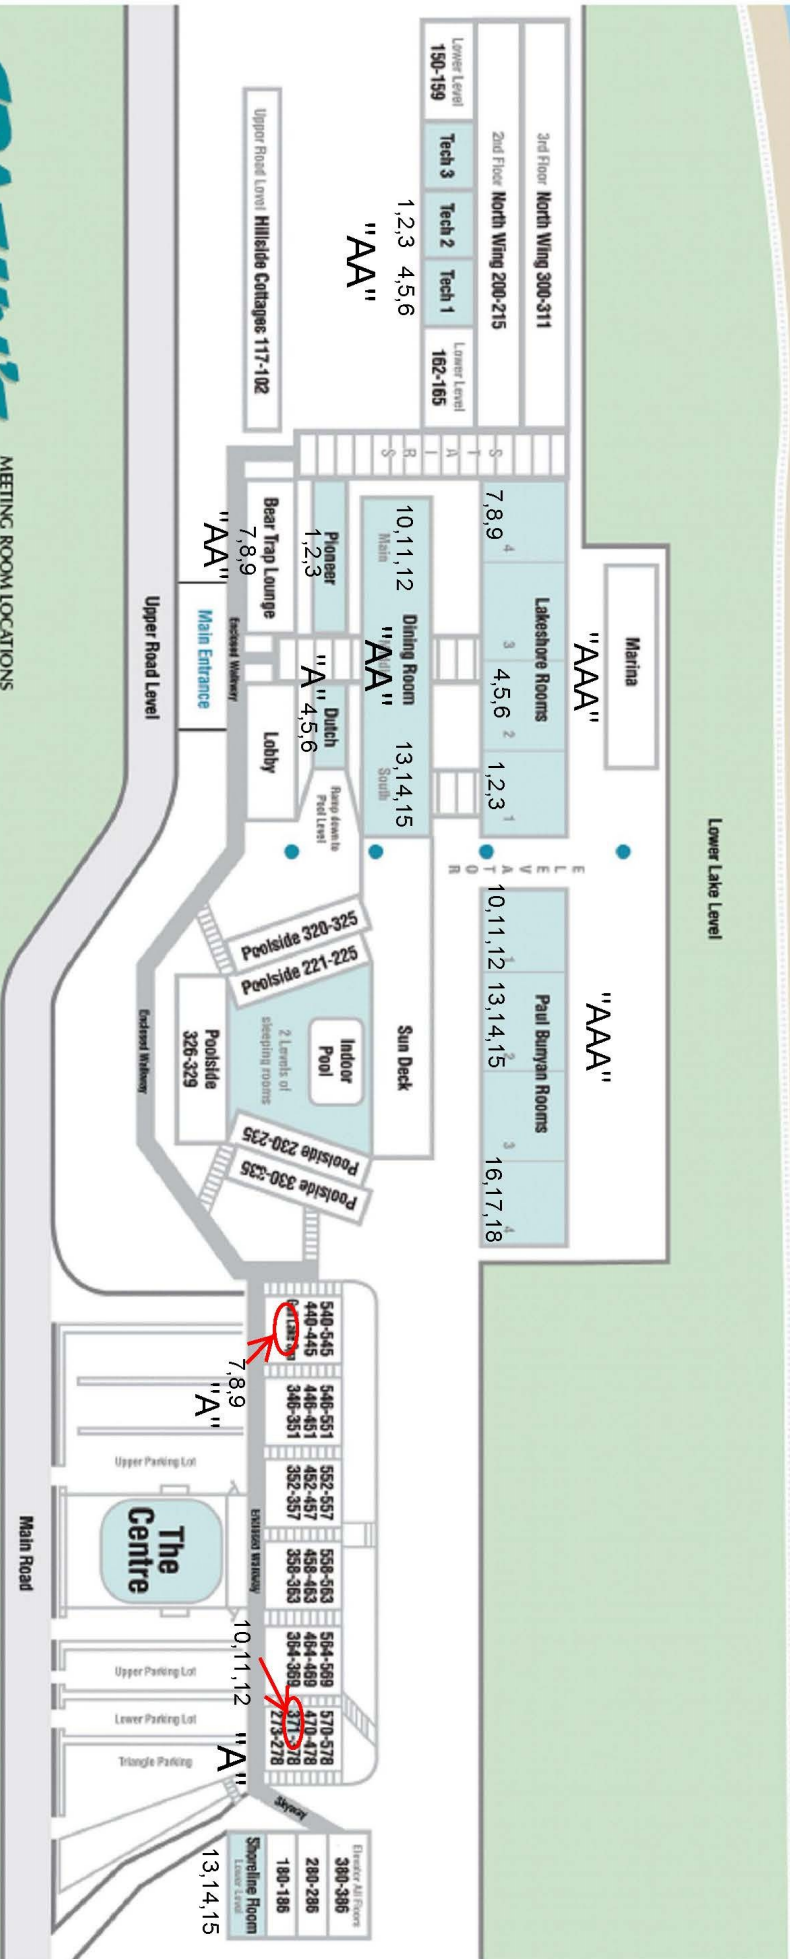 MEETING ROOM LOCATIONS
3rd Floor North Wing 300-311
2nd Floor North Wing 200-215
Lower Level
150-159
Tech 3
Tech 2
Tech 1
Lower Level
162-165
1,2,3
4,5,6
"AA"
Upper Road Level Hillside Cottages 117-102
STAIRS
Marina
"AAA"
Lakeshore Rooms
4
3
2
1
7,8,9
4,5,6
1,2,3
Dining Room
Main
South
10,11,12
"AA"
13,14,15
Pioneer
1,2,3
"A"
Dutch
4,5,6
Bear Trap Lounge
7,8,9
"AA"
Lobby
Ramp down to
Pool Level
Enclosed Walkway
Main Entrance
Upper Road Level
Lower Lake Level
ELEVATOR
"AAA"
Paul Bunyan Rooms
1
2
3
4
10,11,12
13,14,15
16,17,18
Sun Deck
Poolside 320-325
Poolside 221-225
Indoor
Pool
2 Levels of
sleeping rooms
Poolside
326-329
Poolside 230-235
Poolside 330-335
Enclosed Walkway
540-545
440-445
7,8,9
"A"
546-551
446-451
346-351
552-557
452-457
352-357
558-563
458-463
358-363
564-569
464-469
364-369
570-578
470-478
371-378
273-278
10,11,12
"A"
Enclosed Walkway
Upper Parking Lot
The
Centre
Upper Parking Lot
Lower Parking Lot
Triangle Parking
Main Road
Skyway
Elevator All Floors
380-386
280-286
180-186
Shoreline Room
Lower Level
13,14,15